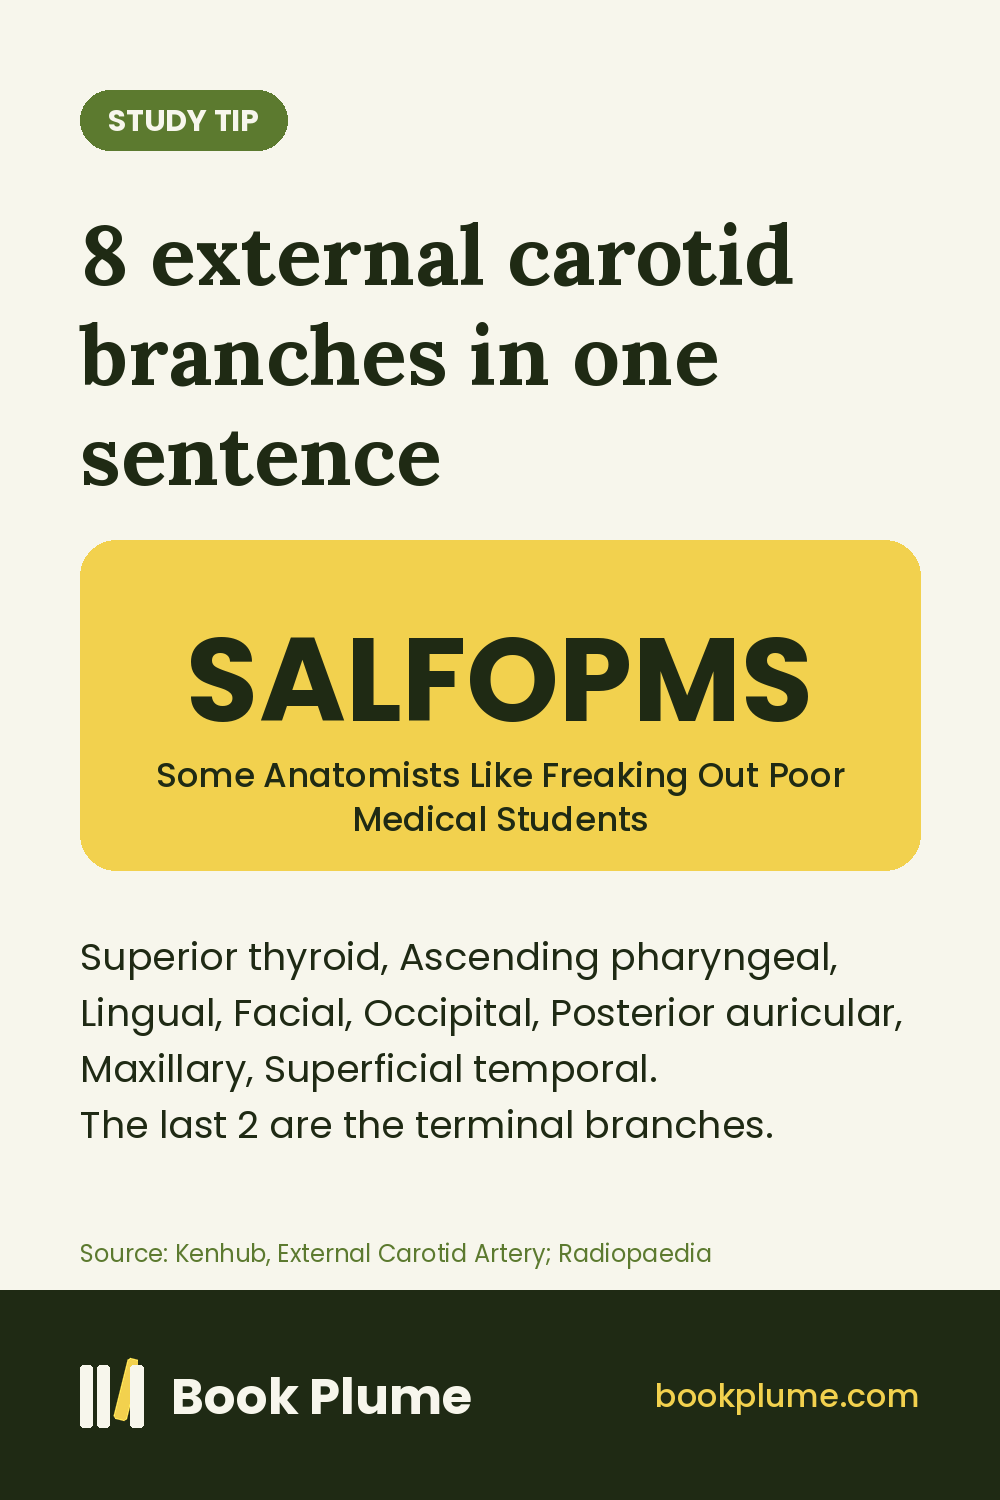 STUDY TIP
8 external carotid
branches in one
sentence
SALFOPMS
Some Anatomists Like Freaking Out Poor
Medical Students
Superior thyroid, Ascending pharyngeal,
Lingual, Facial, Occipital, Posterior auricular,
Maxillary, Superficial temporal.
The last 2 are the terminal branches.
Source: Kenhub, External Carotid Artery; Radiopaedia
Book Plume
bookplume.com